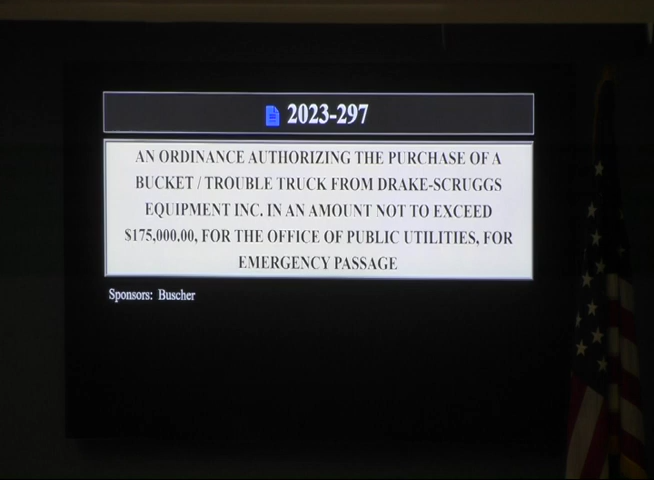 2023-297
AN ORDINANCE AUTHORIZING THE PURCHASE OF A
BUCKET / TROUBLE TRUCK FROM DRAKE-SCRUGGS
EQUIPMENT INC. IN AN AMOUNT NOT TO EXCEED
$175,000.00, FOR THE OFFICE OF PUBLIC UTILITIES, FOR
EMERGENCY PASSAGE
Sponsors: Buscher